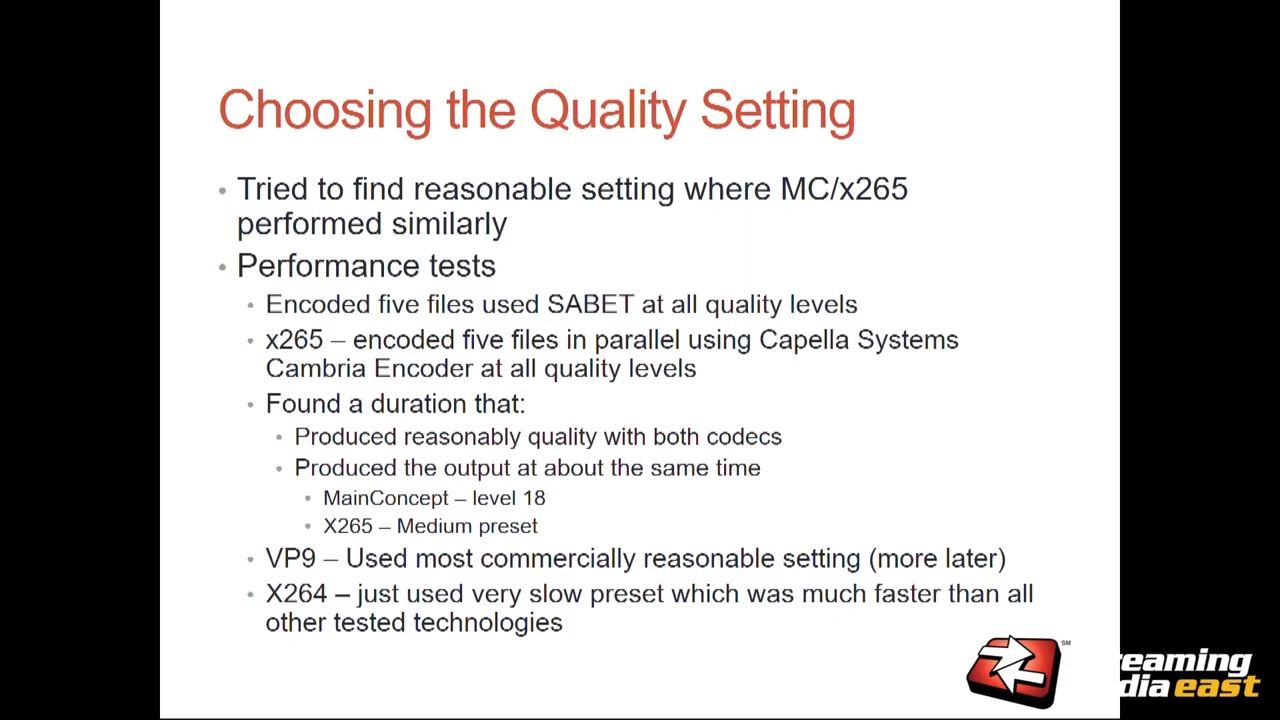 Choosing the Quality Setting
• Tried to find reasonable setting where MC/x265
performed similarly
• Performance tests
• Encoded five files used SABET at all quality levels
• x265 – encoded five files in parallel using Capella Systems
Cambria Encoder at all quality levels
• Found a duration that:
• Produced reasonably quality with both codecs
• Produced the output at about the same time
• MainConcept – level 18
• X265 – Medium preset
• VP9 – Used most commercially reasonable setting (more later)
• X264 – just used very slow preset which was much faster than all
other tested technologies
SM
reaming
dia east